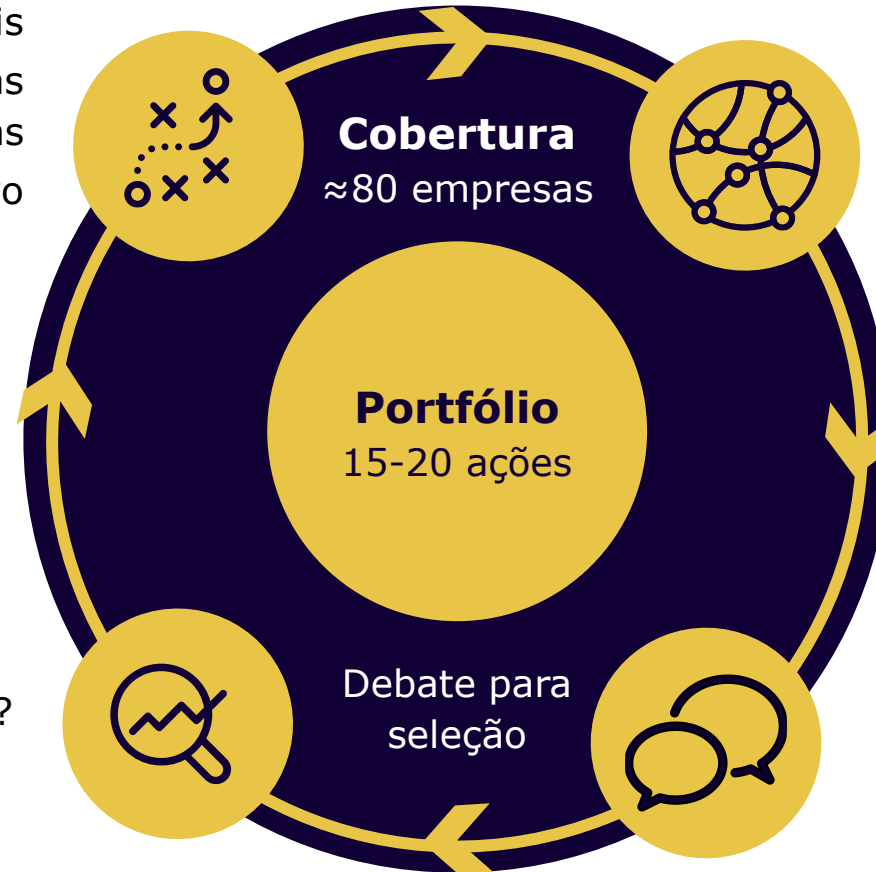 Cobertura
≈80 empresas
Portfólio
15-20 ações
?
Debate para
seleção